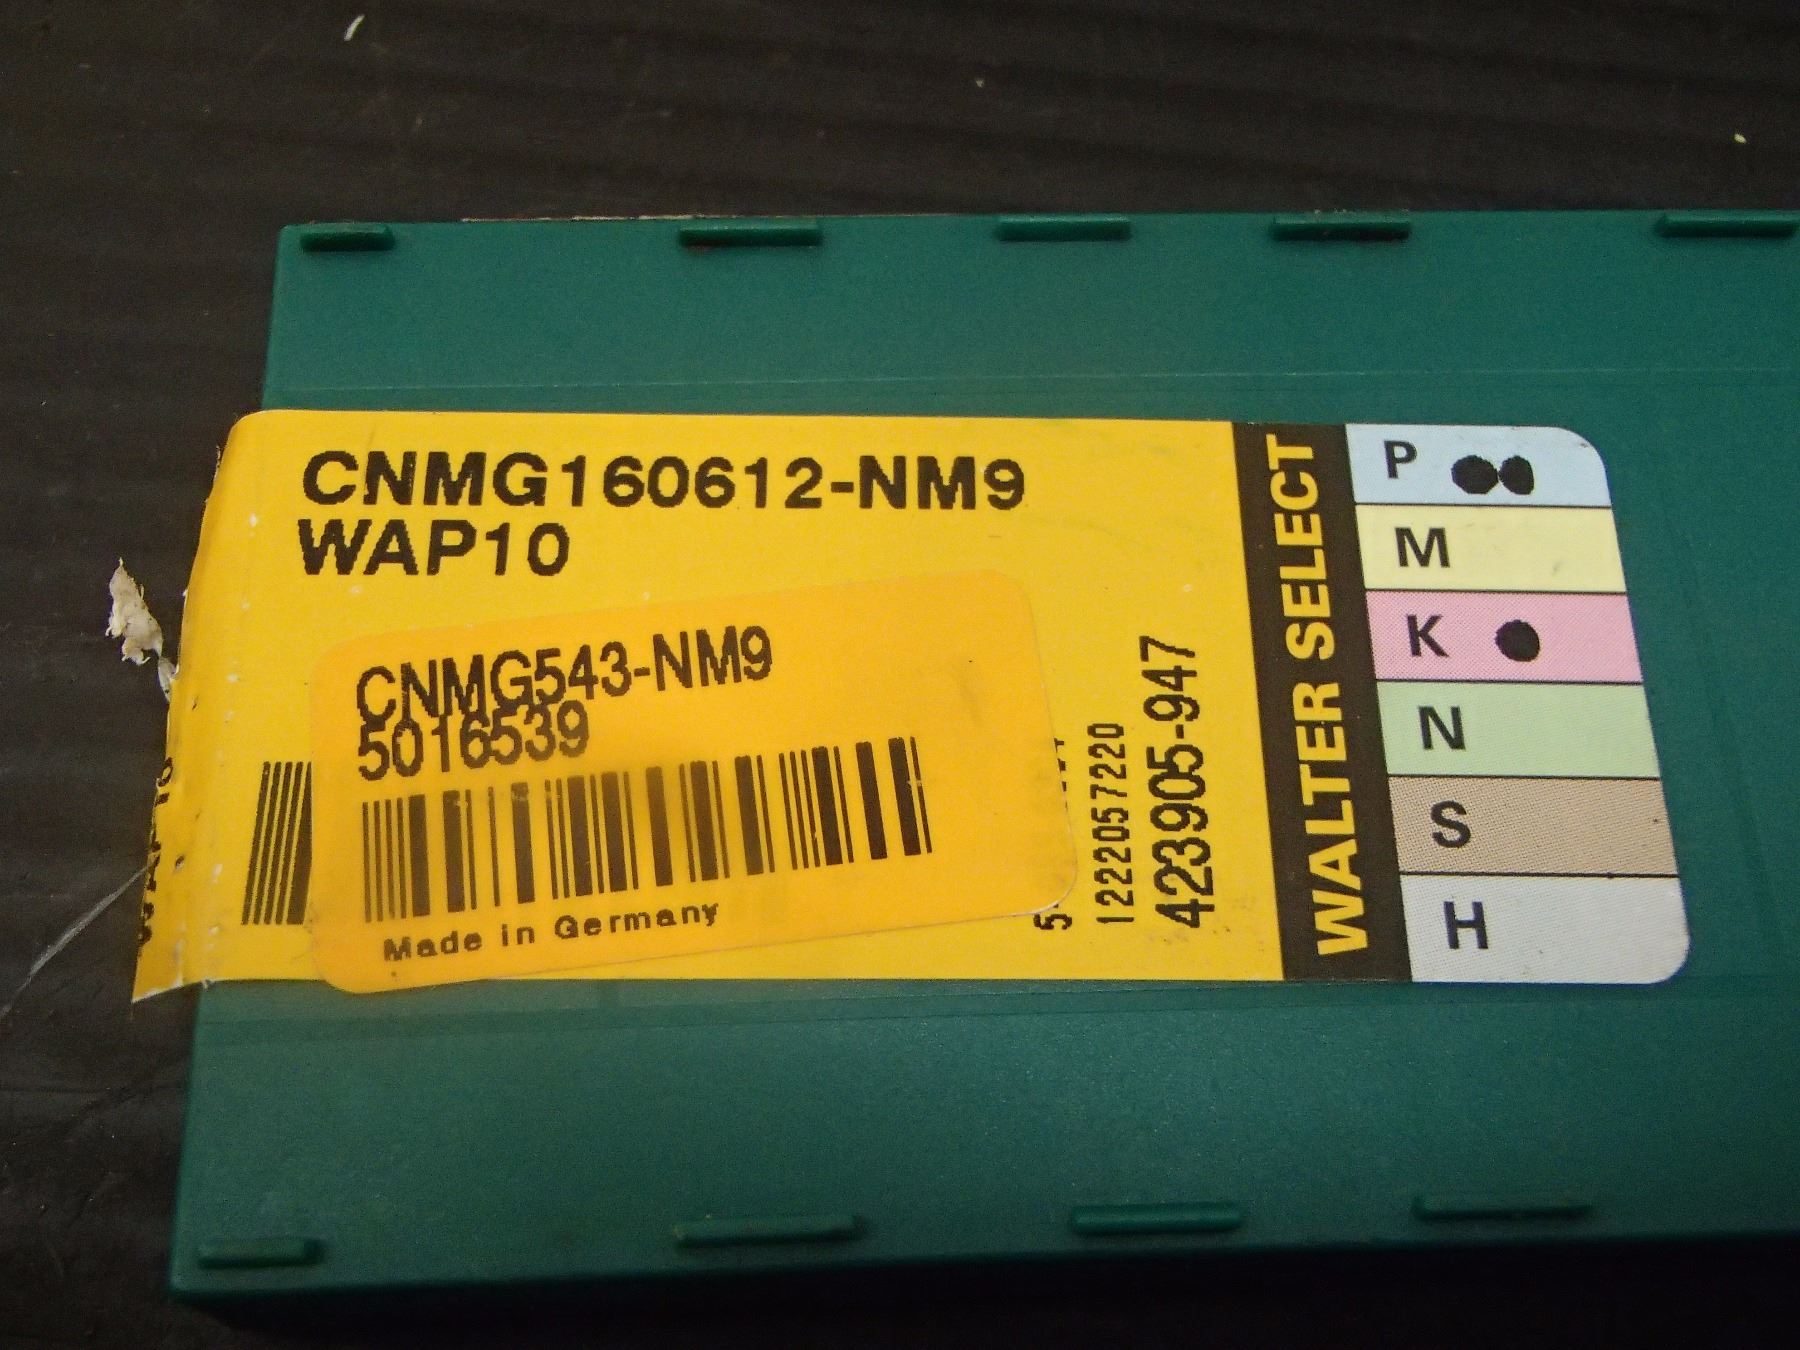 CNMG160612-NM9
WAP10
CNMG543-NM9
5016539
Made in Germany
1222057220
423905-947
WALTER SELECT
P
M
K
N
S
H